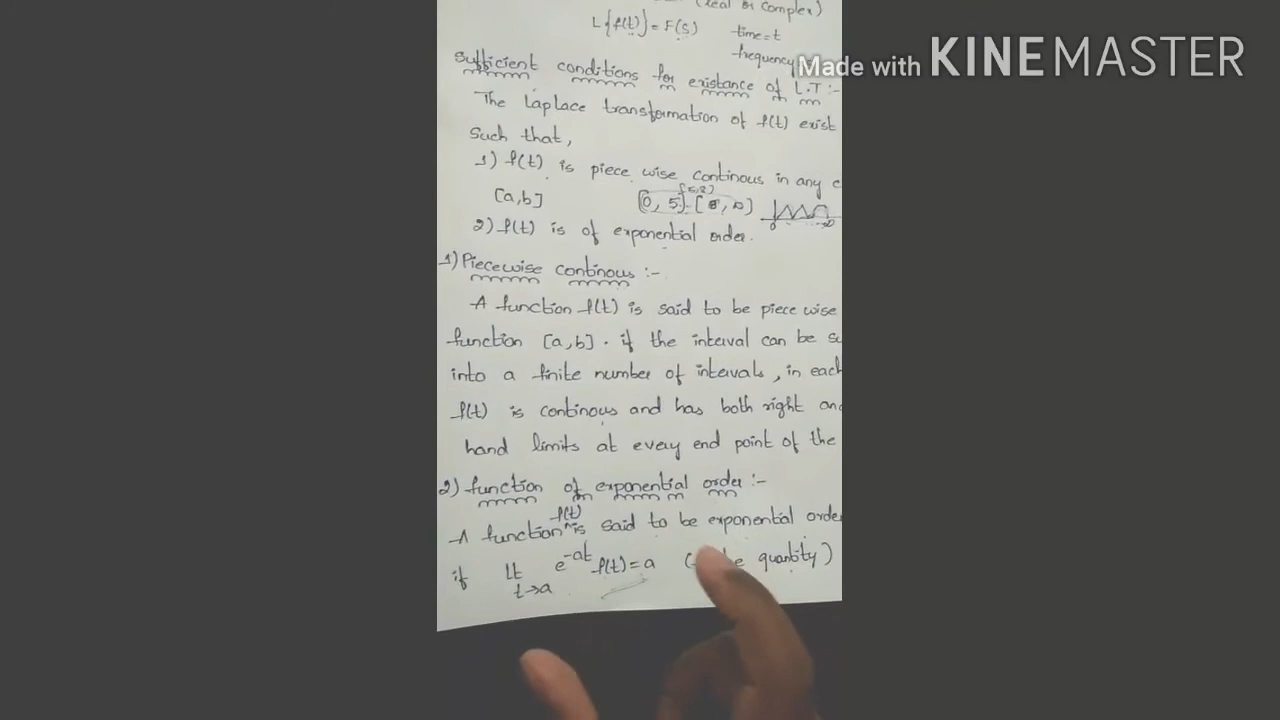 (real or complex)
L{f(t)} = F(s) time=t
frequency
Made with KINEMASTER
Sufficient conditions for existance of L.T :-
The Laplace transformation of f(t) exist
Such that,
1) f(t) is piece wise continous in any c
[a,b] [0, 5] [ , ∞]
2) f(t) is of exponential order.
1) Piecewise continous :-
A function f(t) is said to be piece wise
function [a,b] . if the interval can be su
into a finite number of intervals, in each
f(t) is continous and has both right and
hand limits at every end point of the
2) function of exponential order :-
f(t)
A function ^ is said to be exponential order
if Lt e^-at f(t) = a ( quantity)
t→a